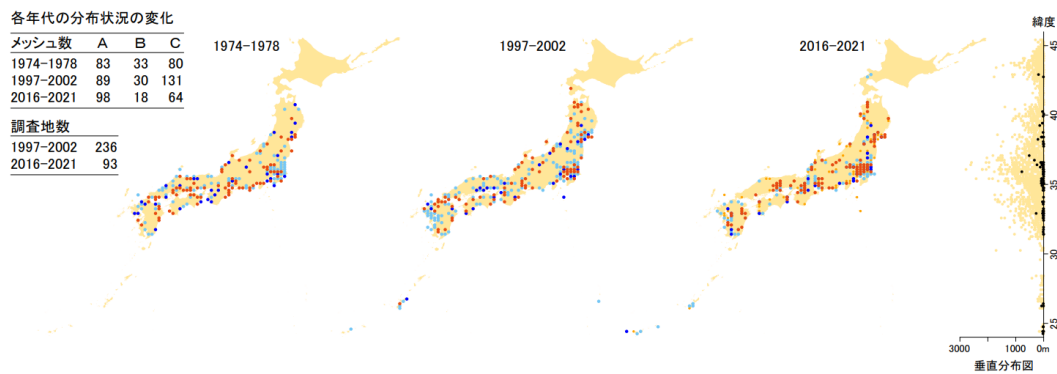 各年代の分布状況の変化
メッシュ数 A B C
1974-1978 83 33 80
1997-2002 89 30 131
2016-2021 98 18 64
調査地数
1997-2002 236
2016-2021 93
1974-1978
1997-2002
2016-2021
緯度
45
40
35
30
25
3000 1000 0m
垂直分布図